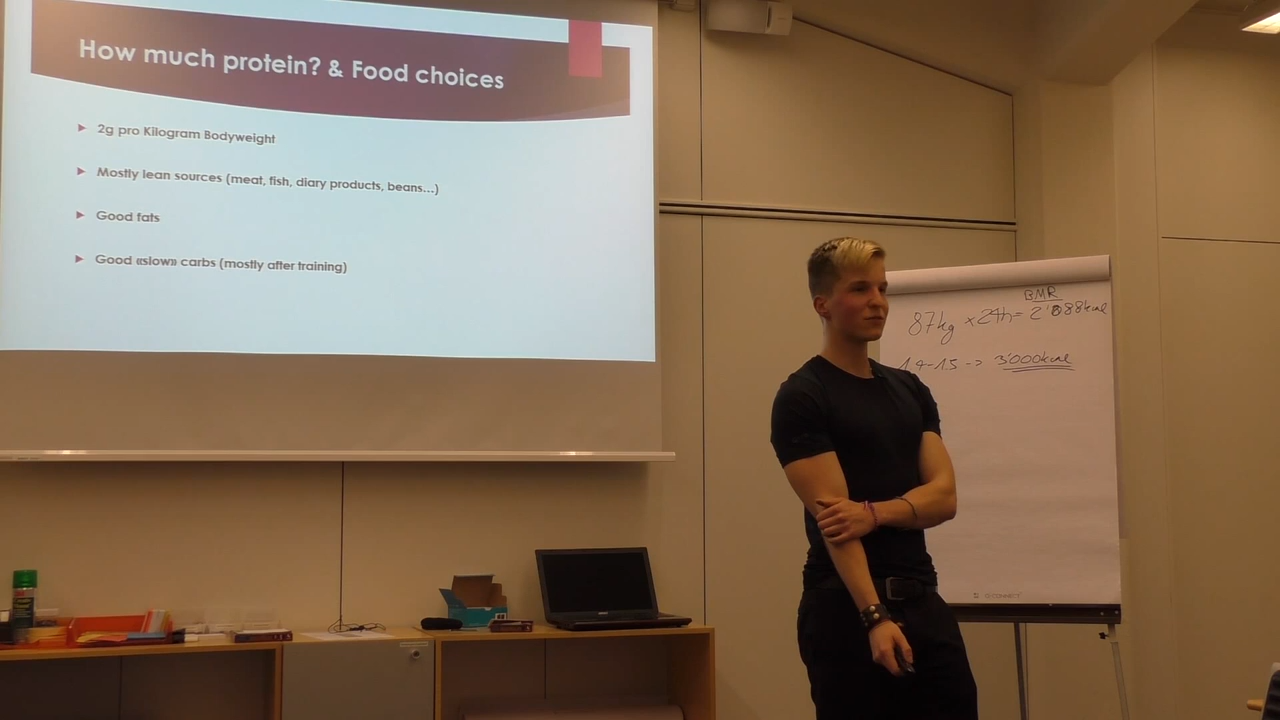 How much protein? & Food choices
2g pro Kilogram Bodyweight
Mostly lean sources (meat, fish, diary products, beans...)
Good fats
Good «slow» carbs (mostly after training)
BMR
87kg x 24h = 2'088kcal
1.4-1.5 -> 3'000kcal